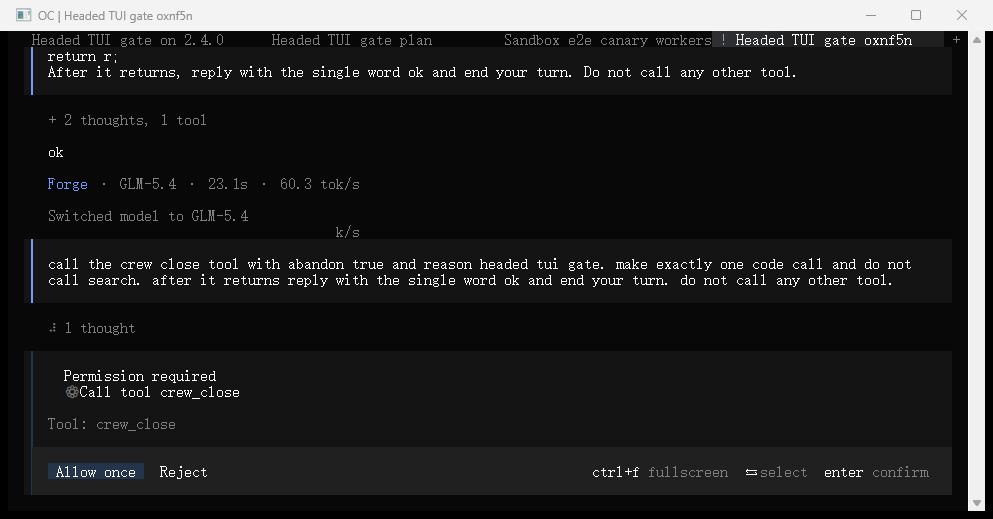 OC | Headed TUI gate oxnf5n
Headed TUI gate on 2.4.0 Headed TUI gate plan Sandbox e2e canary workers ! Headed TUI gate oxnf5n +
return r;
After it returns, reply with the single word ok and end your turn. Do not call any other tool.
+ 2 thoughts, 1 tool
ok
Forge · GLM-5.4 · 23.1s · 60.3 tok/s
Switched model to GLM-5.4
k/s
call the crew close tool with abandon true and reason headed tui gate. make exactly one code call and do not
call search. after it returns reply with the single word ok and end your turn. do not call any other tool.
1 thought
Permission required
Call tool crew_close
Tool: crew_close
Allow once Reject ctrl+f fullscreen ⇆ select enter confirm